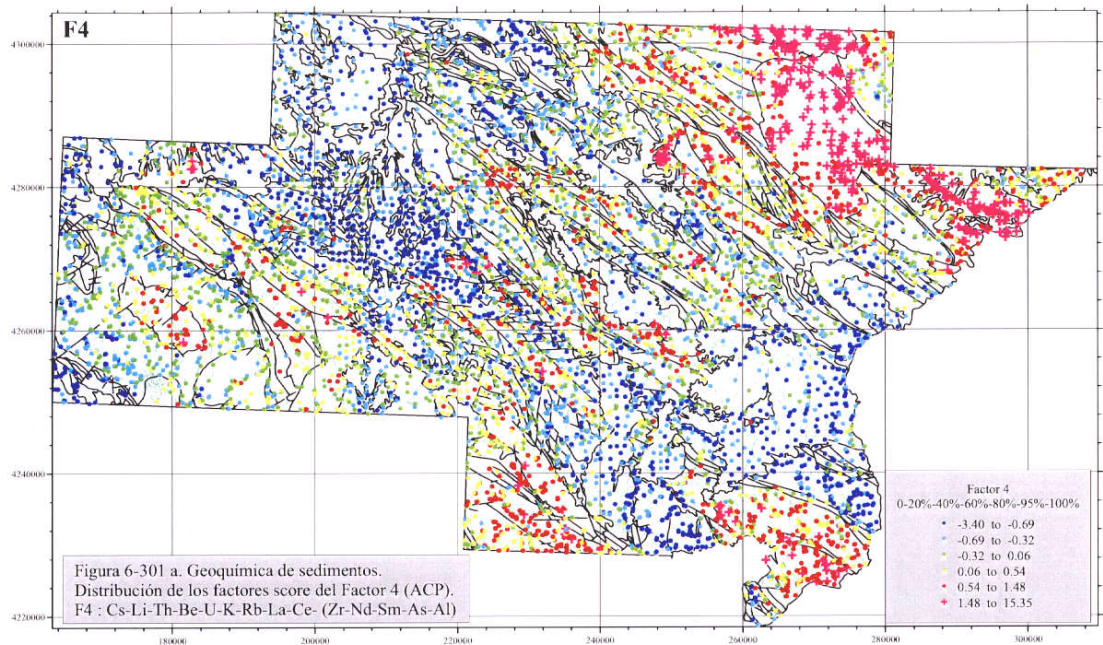 F4
4300000
4280000
4260000
4240000
4220000
180000
200000
220000
240000
260000
280000
300000
Figura 6-301 a. Geoquímica de sedimentos.
Distribución de los factores score del Factor 4 (ACP).
F4 : Cs-Li-Th-Be-U-K-Rb-La-Ce- (Zr-Nd-Sm-As-Al)
Factor 4
0-20%-40%-60%-80%-95%-100%
-3.40 to -0.69
-0.69 to -0.32
-0.32 to 0.06
0.06 to 0.54
0.54 to 1.48
1.48 to 15.35